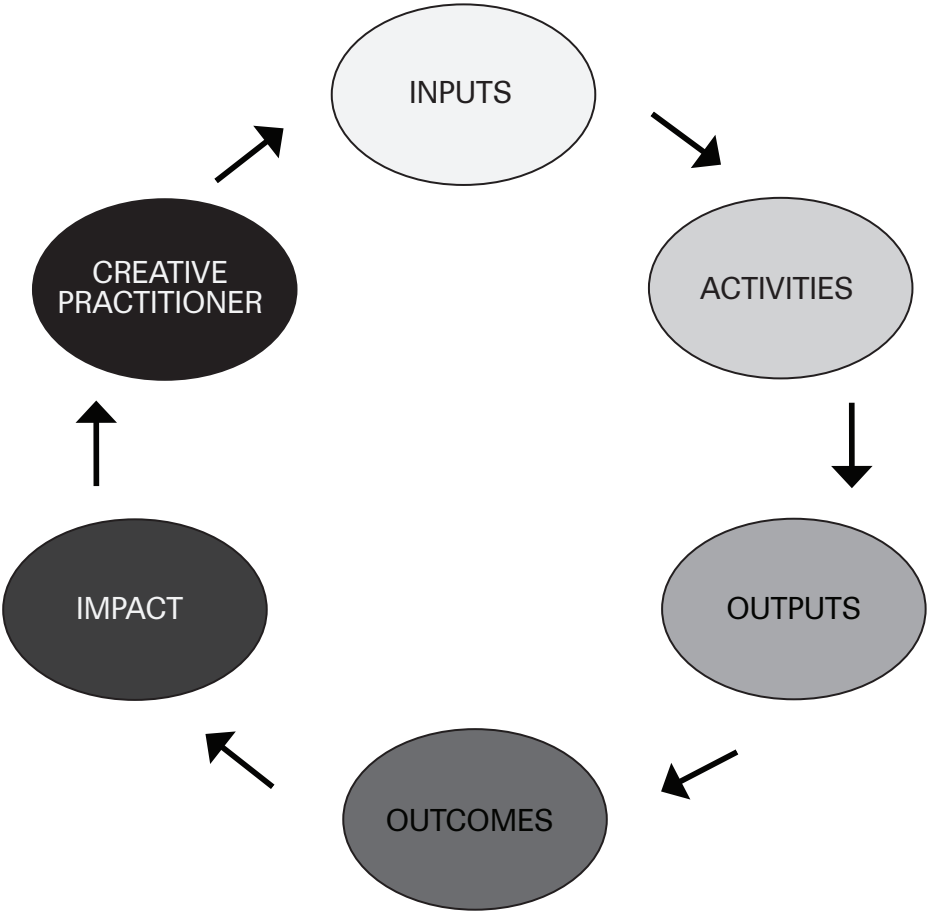 INPUTS
ACTIVITIES
OUTPUTS
OUTCOMES
IMPACT
CREATIVE
PRACTITIONER